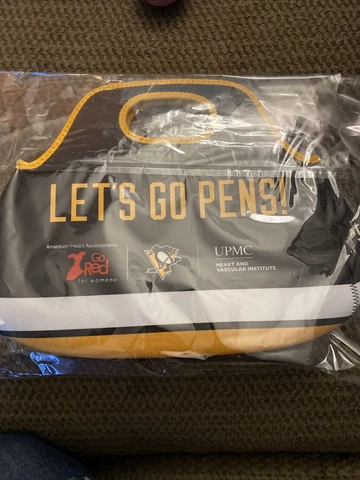 LET'S GO PENS!
American Heart Association
Go
Red
for women
UPMC
HEART AND
VASCULAR INSTITUTE